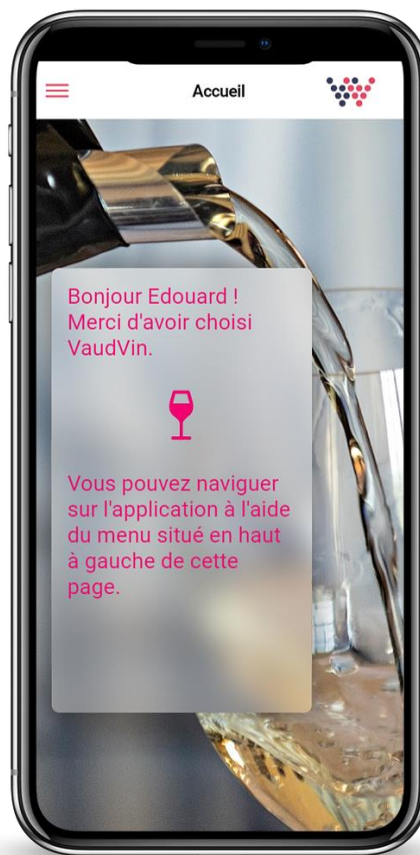 Accueil
Bonjour Edouard !
Merci d'avoir choisi
VaudVin.
Vous pouvez naviguer
sur l'application à l'aide
du menu situé en haut
à gauche de cette
page.